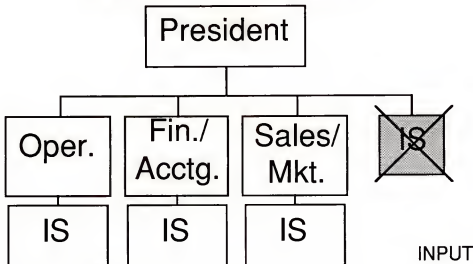 President
Oper.
Fin./
Acctg.
Sales/
Mkt.
IS
IS
IS
IS
INPUT